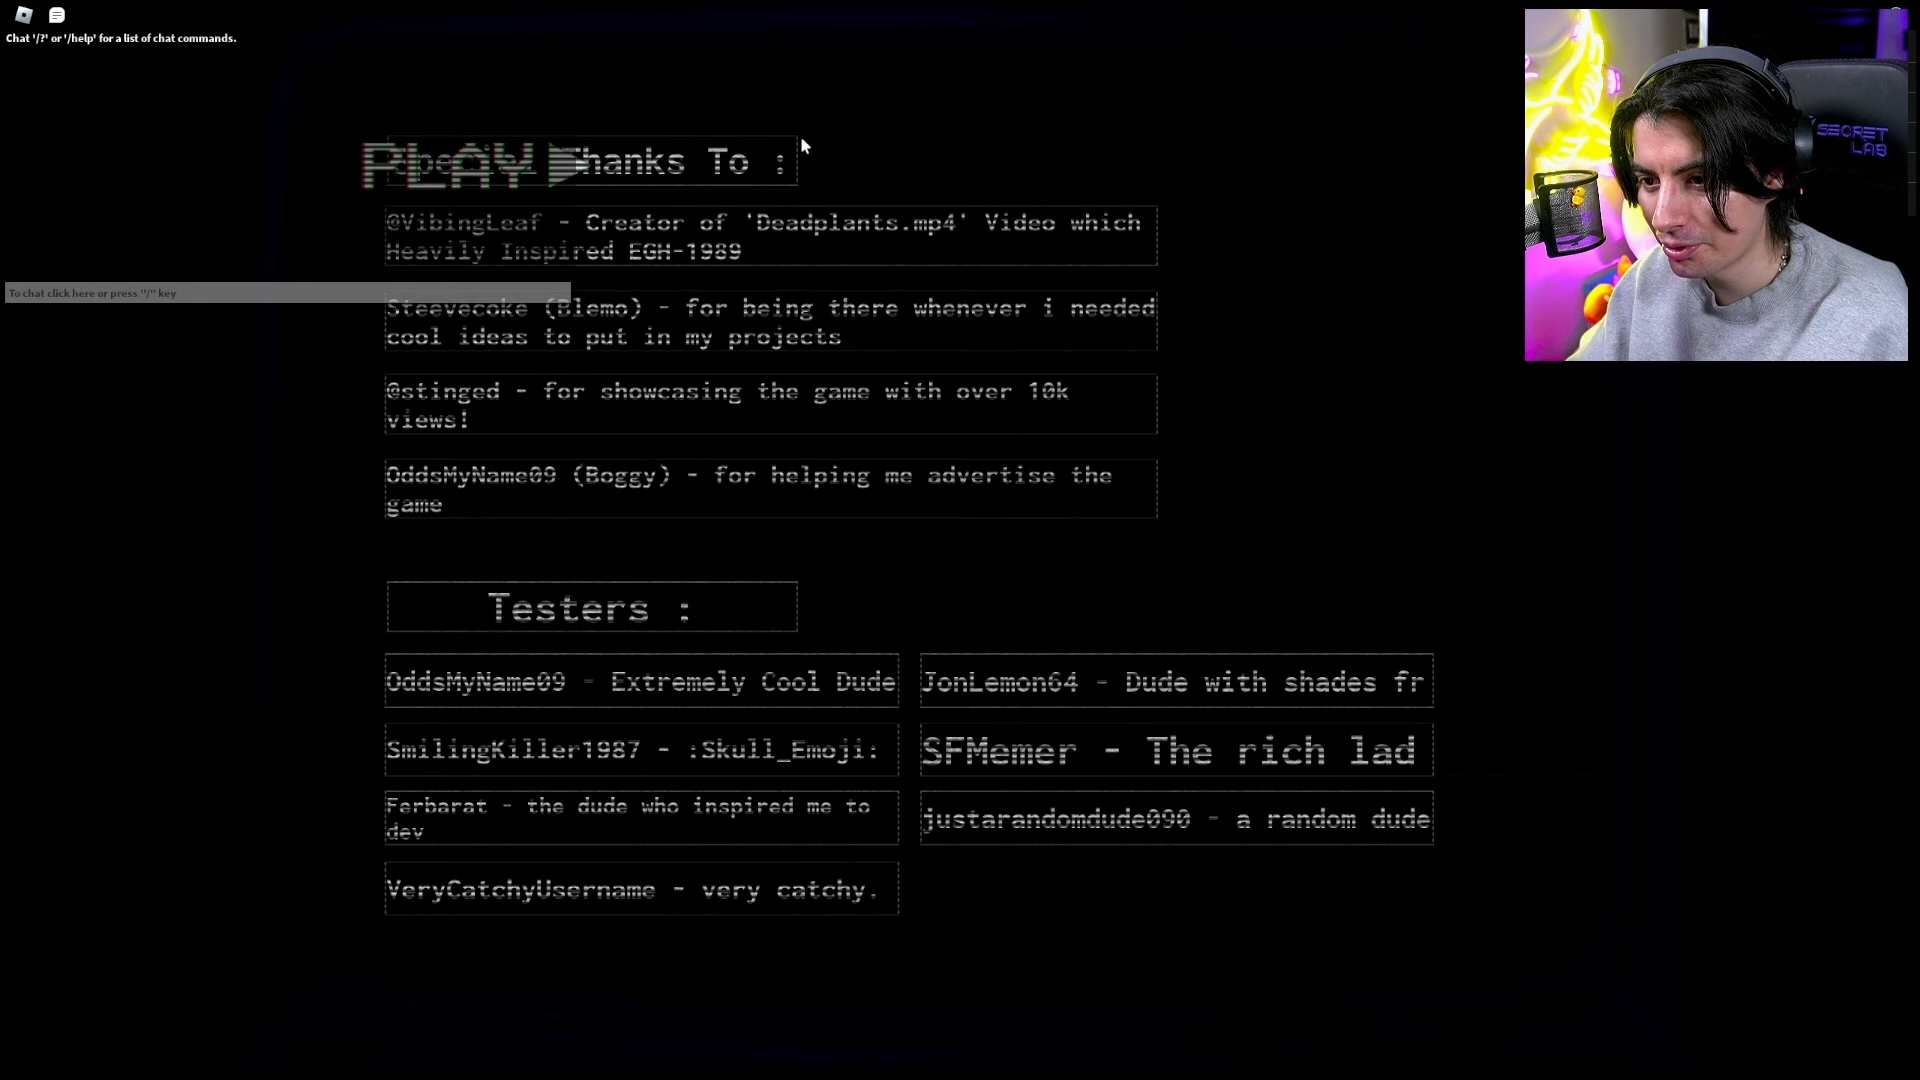 Chat '/?' or '/help' for a list of chat commands.
PLAY
Special Thanks To :
@VibingLeaf - Creator of 'Deadplants.mp4' Video which
Heavily Inspired EGH-1989
To chat click here or press "/" key
Steevecoke (Blemo) - for being there whenever i needed
cool ideas to put in my projects
@stinged - for showcasing the game with over 10k
views!
OddsMyName09 (Boggy) - for helping me advertise the
game
Testers :
OddsMyName09 - Extremely Cool Dude
JonLemon64 - Dude with shades fr
SmilingKiller1987 - :Skull_Emoji:
SFMemer - The rich lad
Ferbarat - the dude who inspired me to
dev
justarandomdude090 - a random dude
VeryCatchyUsername - very catchy.
SECRET
LAB